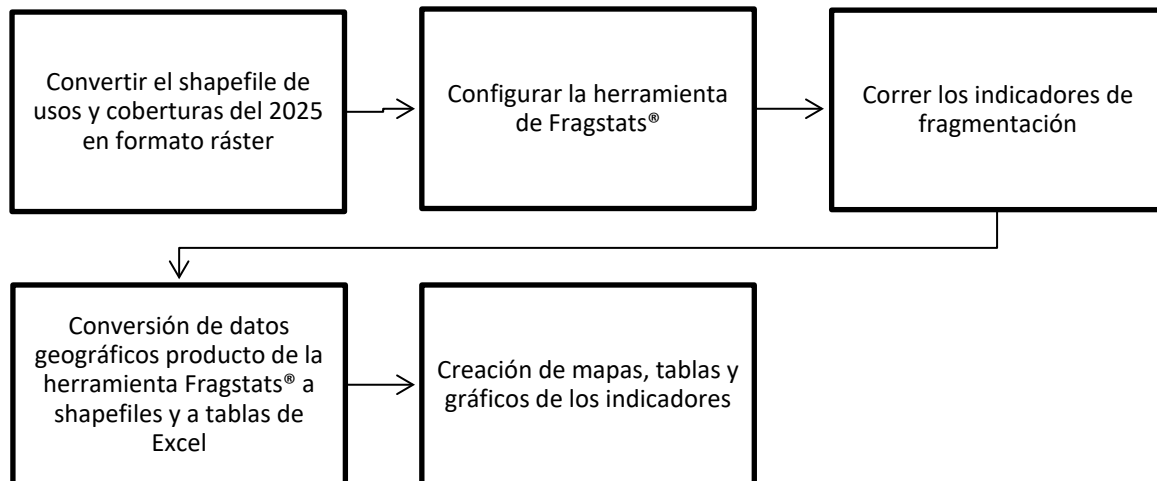 Convertir el shapefile de
usos y coberturas del 2025
en formato ráster
Configurar la herramienta
de Fragstats®
Correr los indicadores de
fragmentación
Conversión de datos
geográficos producto de la
herramienta Fragstats® a
shapefiles y a tablas de
Excel
Creación de mapas, tablas y
gráficos de los indicadores